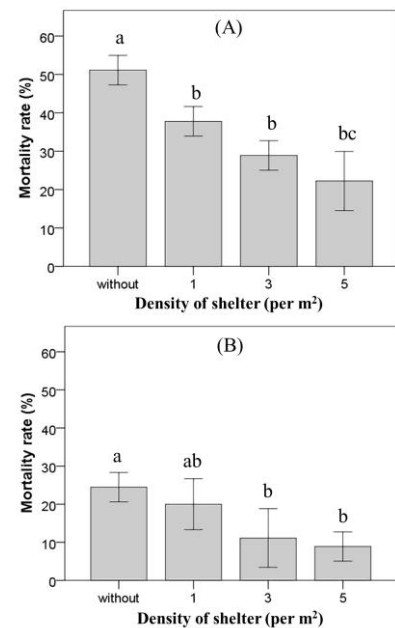 (A)
Mortality rate (%)
60
50
40
30
20
10
0
a
b
b
bc
without 1 3 5
Density of shelter (per m²)
(B)
Mortality rate (%)
60
50
40
30
20
10
0
a
ab
b
b
without 1 3 5
Density of shelter (per m²)